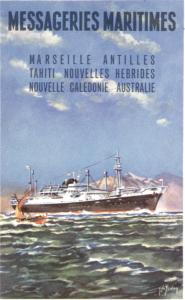 MESSAGERIES MARITIMES
MARSEILLE ANTILLES
TAHITI NOUVELLES HEBRIDES
NOUVELLE CALEDONIE AUSTRALIE